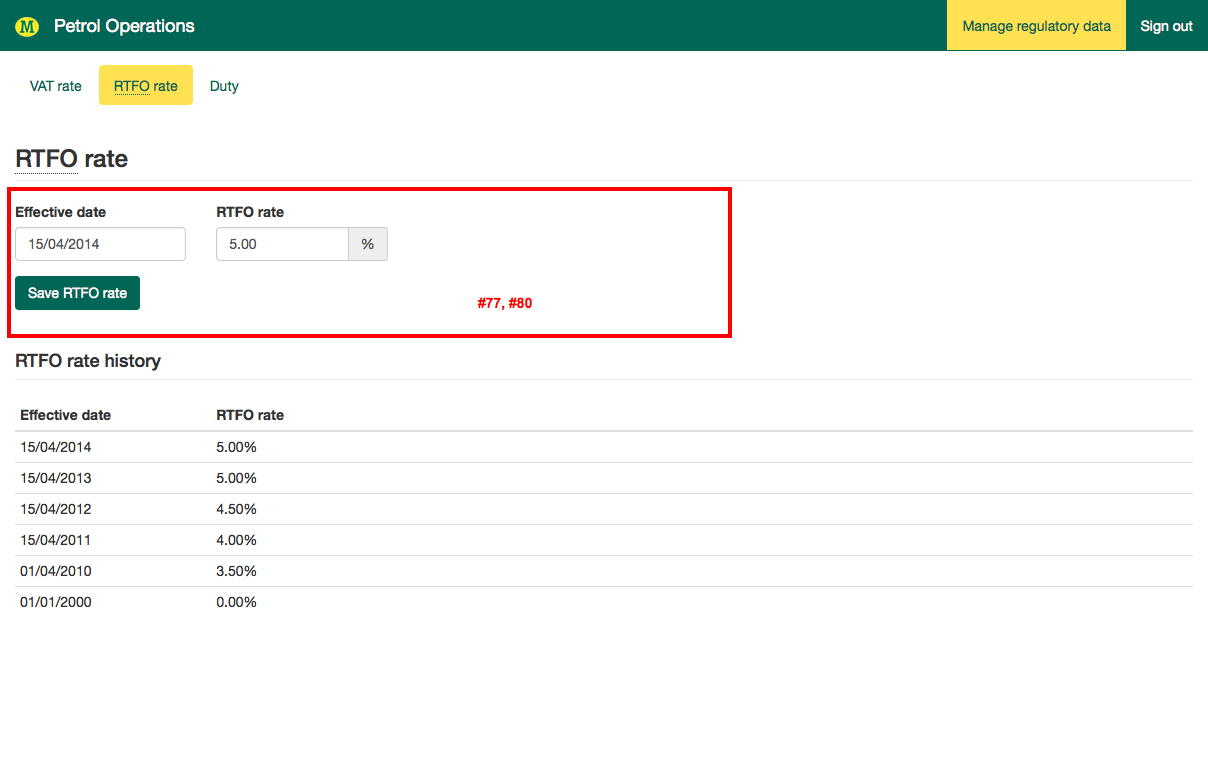 M Petrol Operations Manage regulatory data Sign out
VAT rate RTFO rate Duty
RTFO rate
Effective date RTFO rate
15/04/2014 5.00 %
Save RTFO rate
#77, #80
RTFO rate history
Effective date RTFO rate
15/04/2014 5.00%
15/04/2013 5.00%
15/04/2012 4.50%
15/04/2011 4.00%
01/04/2010 3.50%
01/01/2000 0.00%